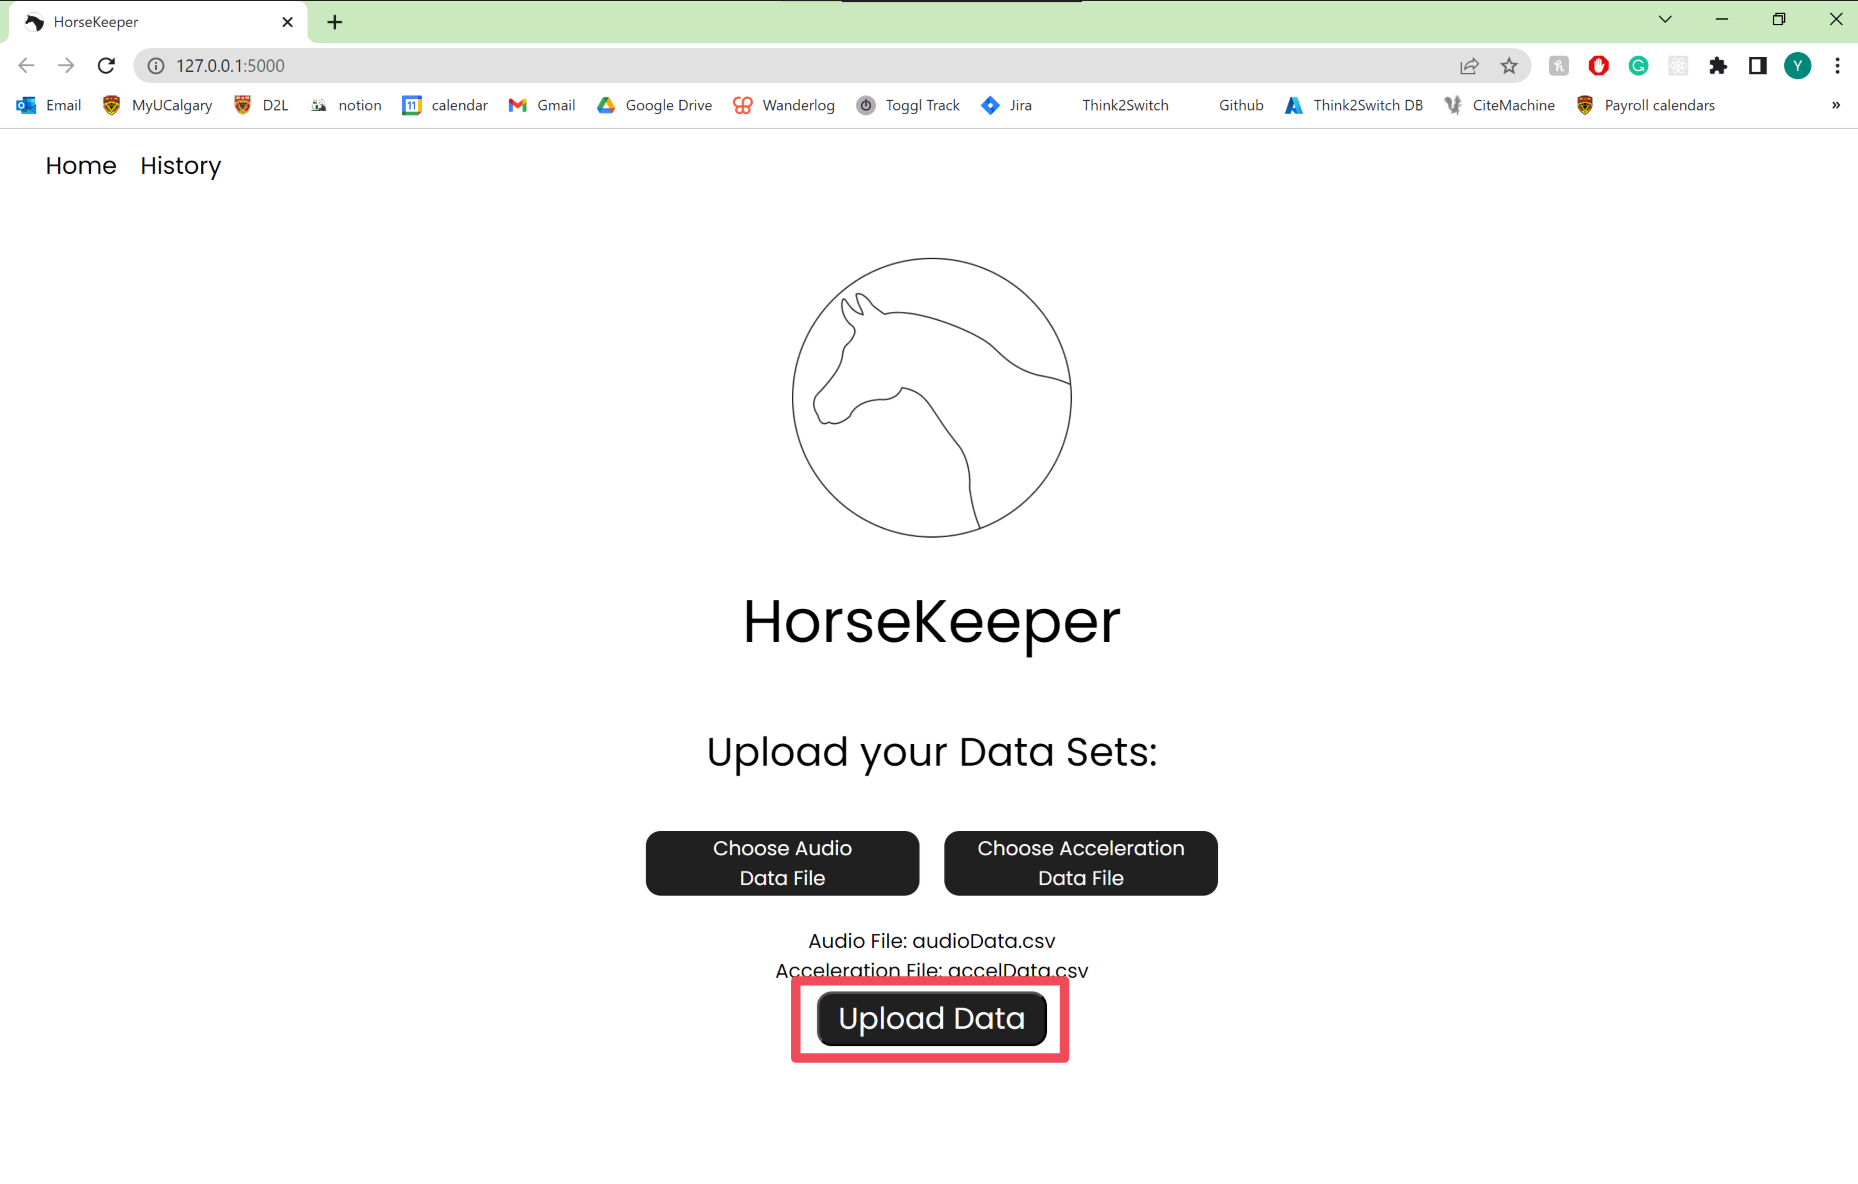 HorseKeeper
127.0.0.1:5000
Y
Email MyUCalgary D2L notion 11 calendar Gmail Google Drive Wanderlog Toggl Track Jira Think2Switch Github Think2Switch DB CiteMachine Payroll calendars »
Home History
HorseKeeper
Upload your Data Sets:
Choose Audio
Data File
Choose Acceleration
Data File
Audio File: audioData.csv
Acceleration File: accelData.csv
Upload Data